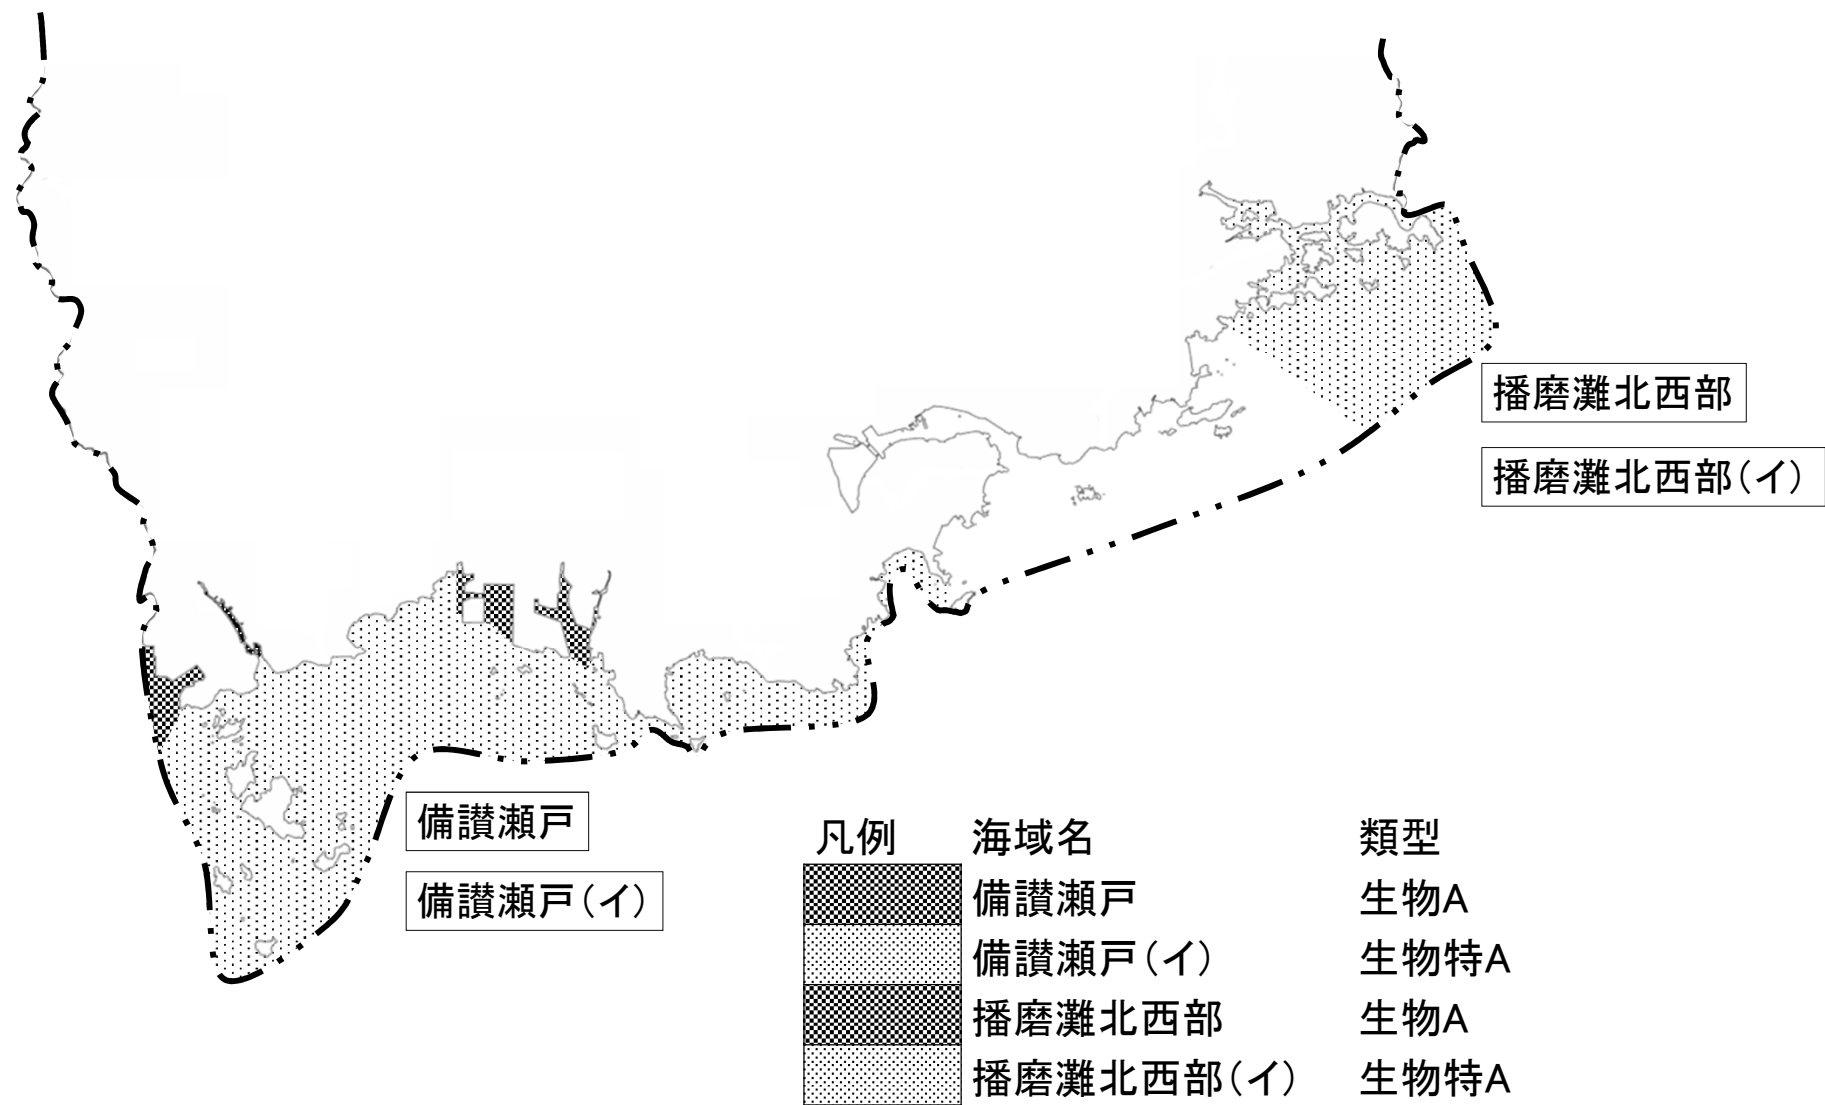 播磨灘北西部
播磨灘北西部(イ)
備讃瀬戸
備讃瀬戸(イ)
凡例 海域名 類型
備讃瀬戸 生物A
備讃瀬戸(イ) 生物特A
播磨灘北西部 生物A
播磨灘北西部(イ) 生物特A